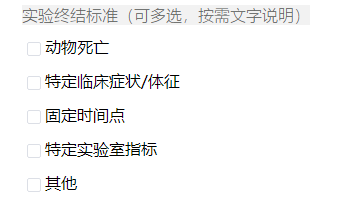 实验终结标准（可多选，按需文字说明）
动物死亡
特定临床症状/体征
固定时间点
特定实验室指标
其他